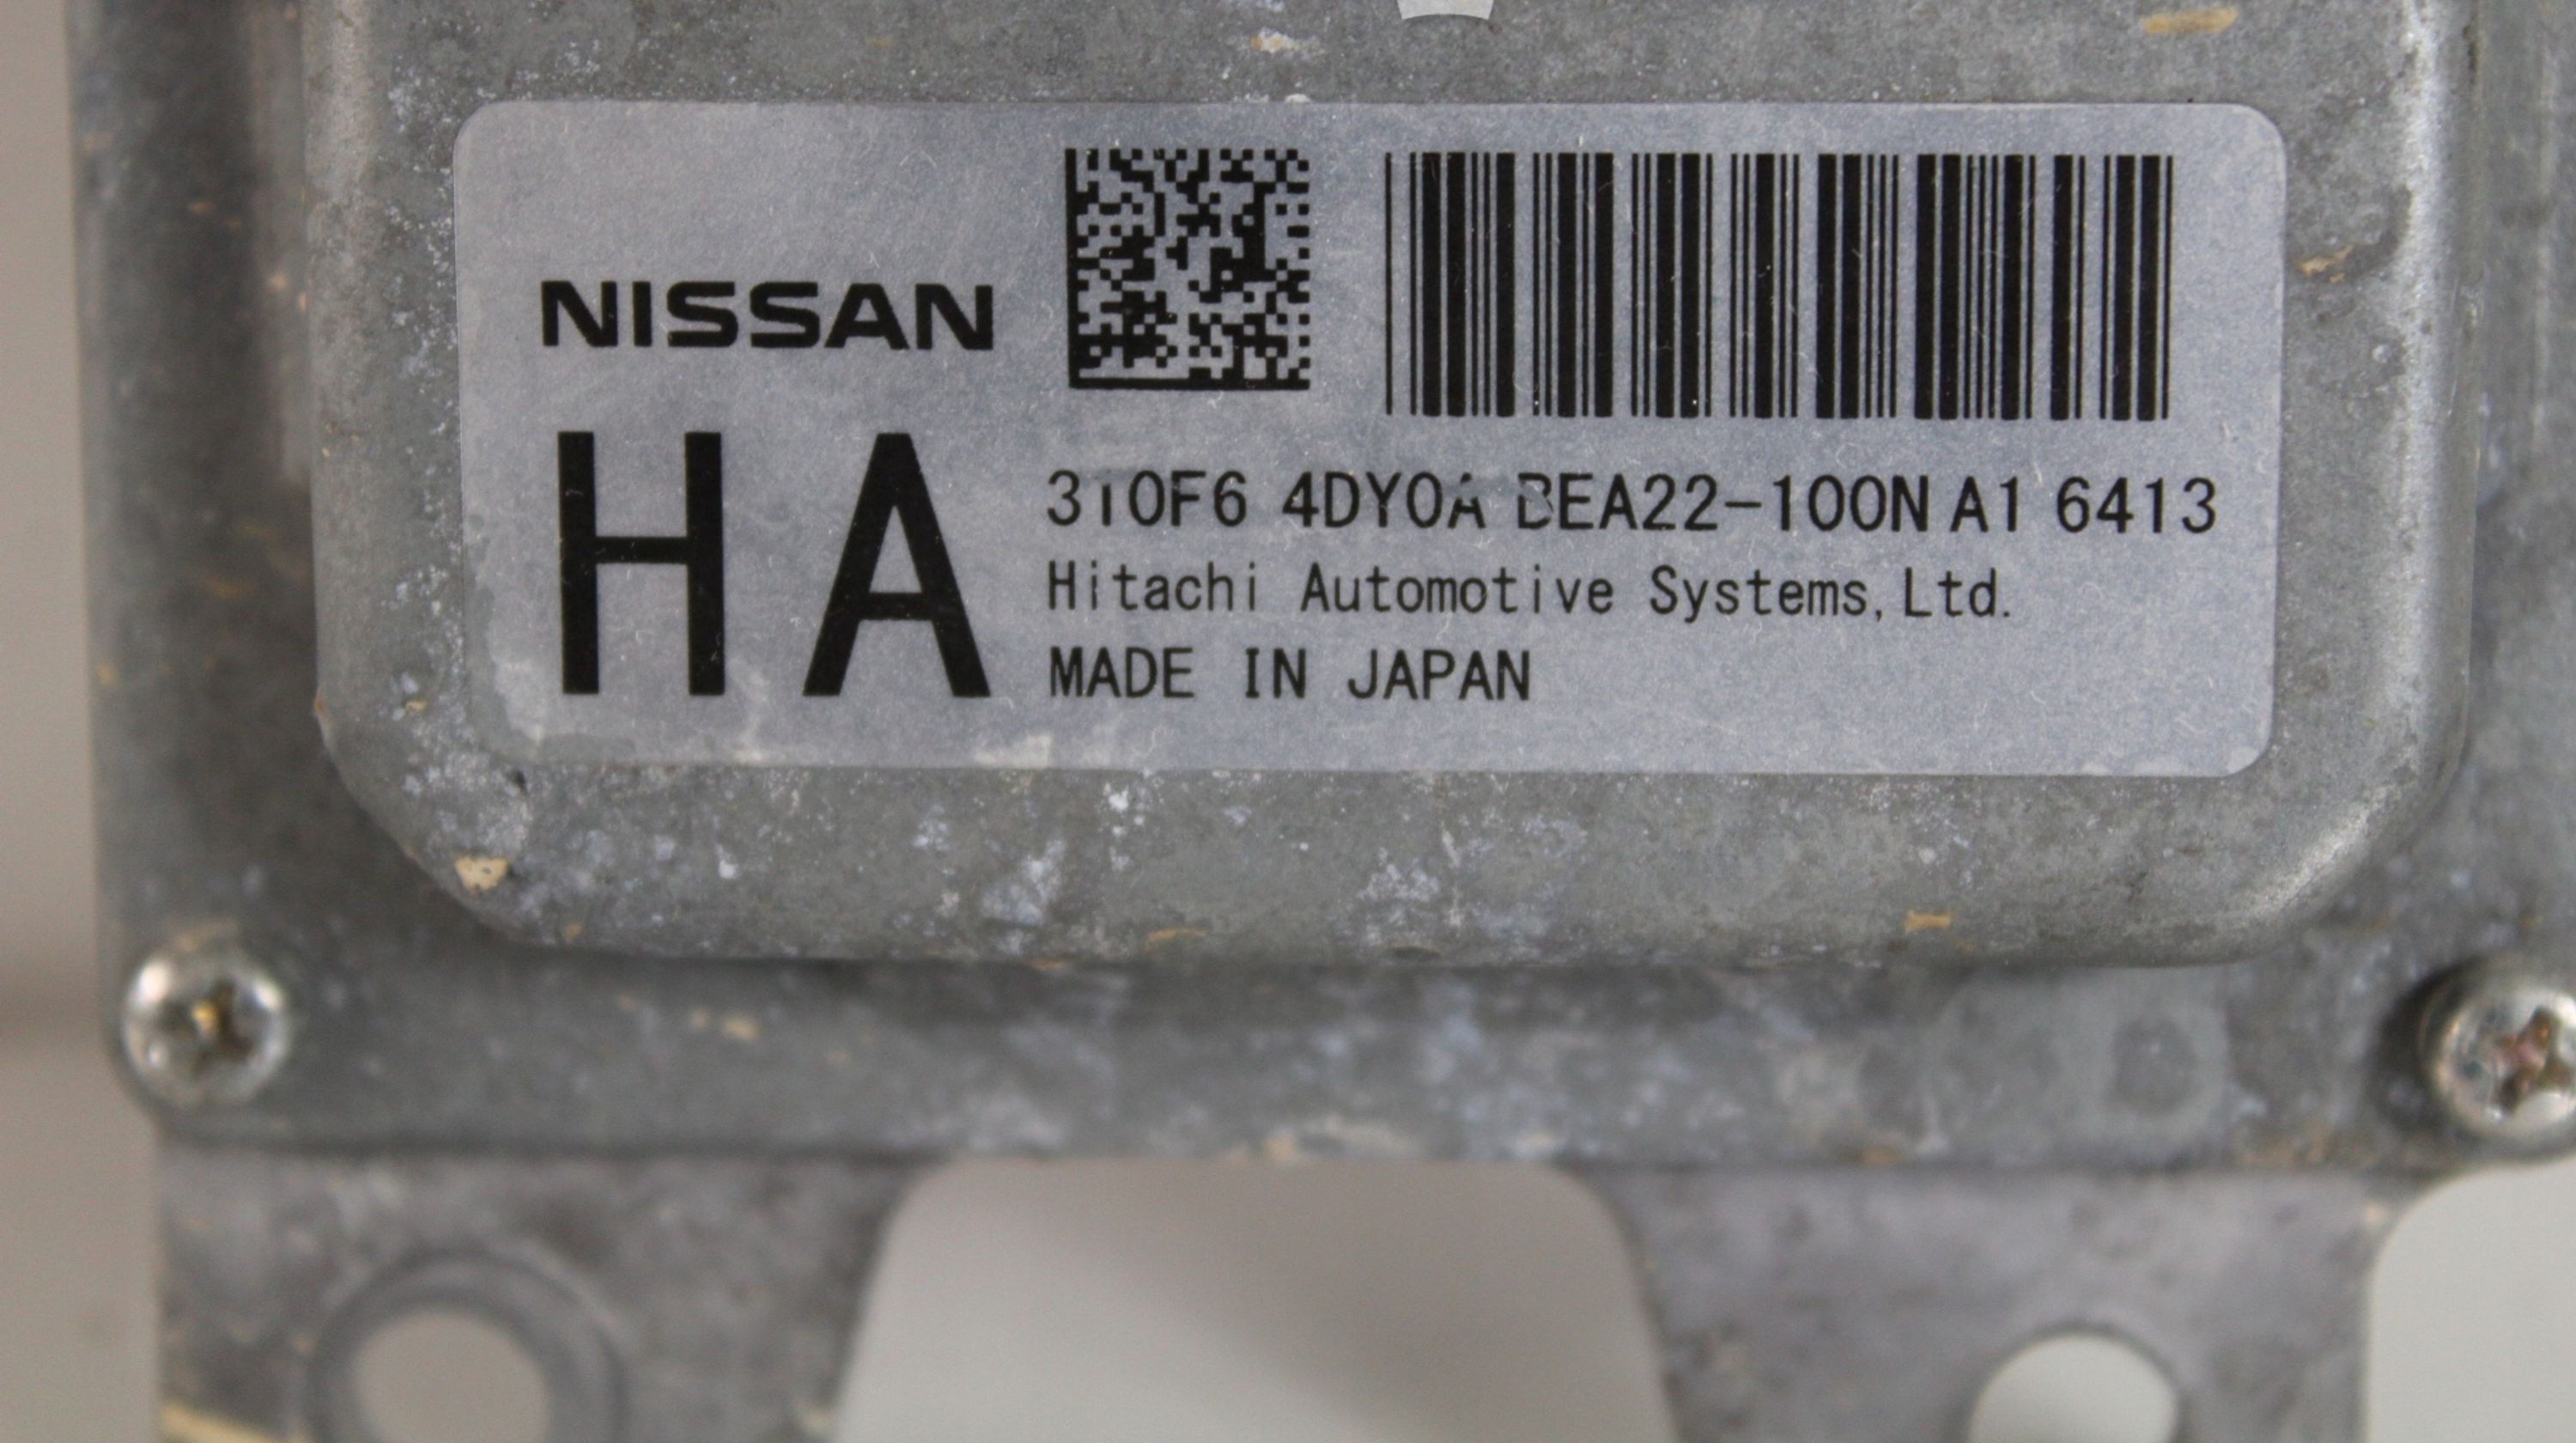 NISSAN
HA
310F6 4DY0A BEA22-100N A1 6413
Hitachi Automotive Systems,Ltd.
MADE IN JAPAN